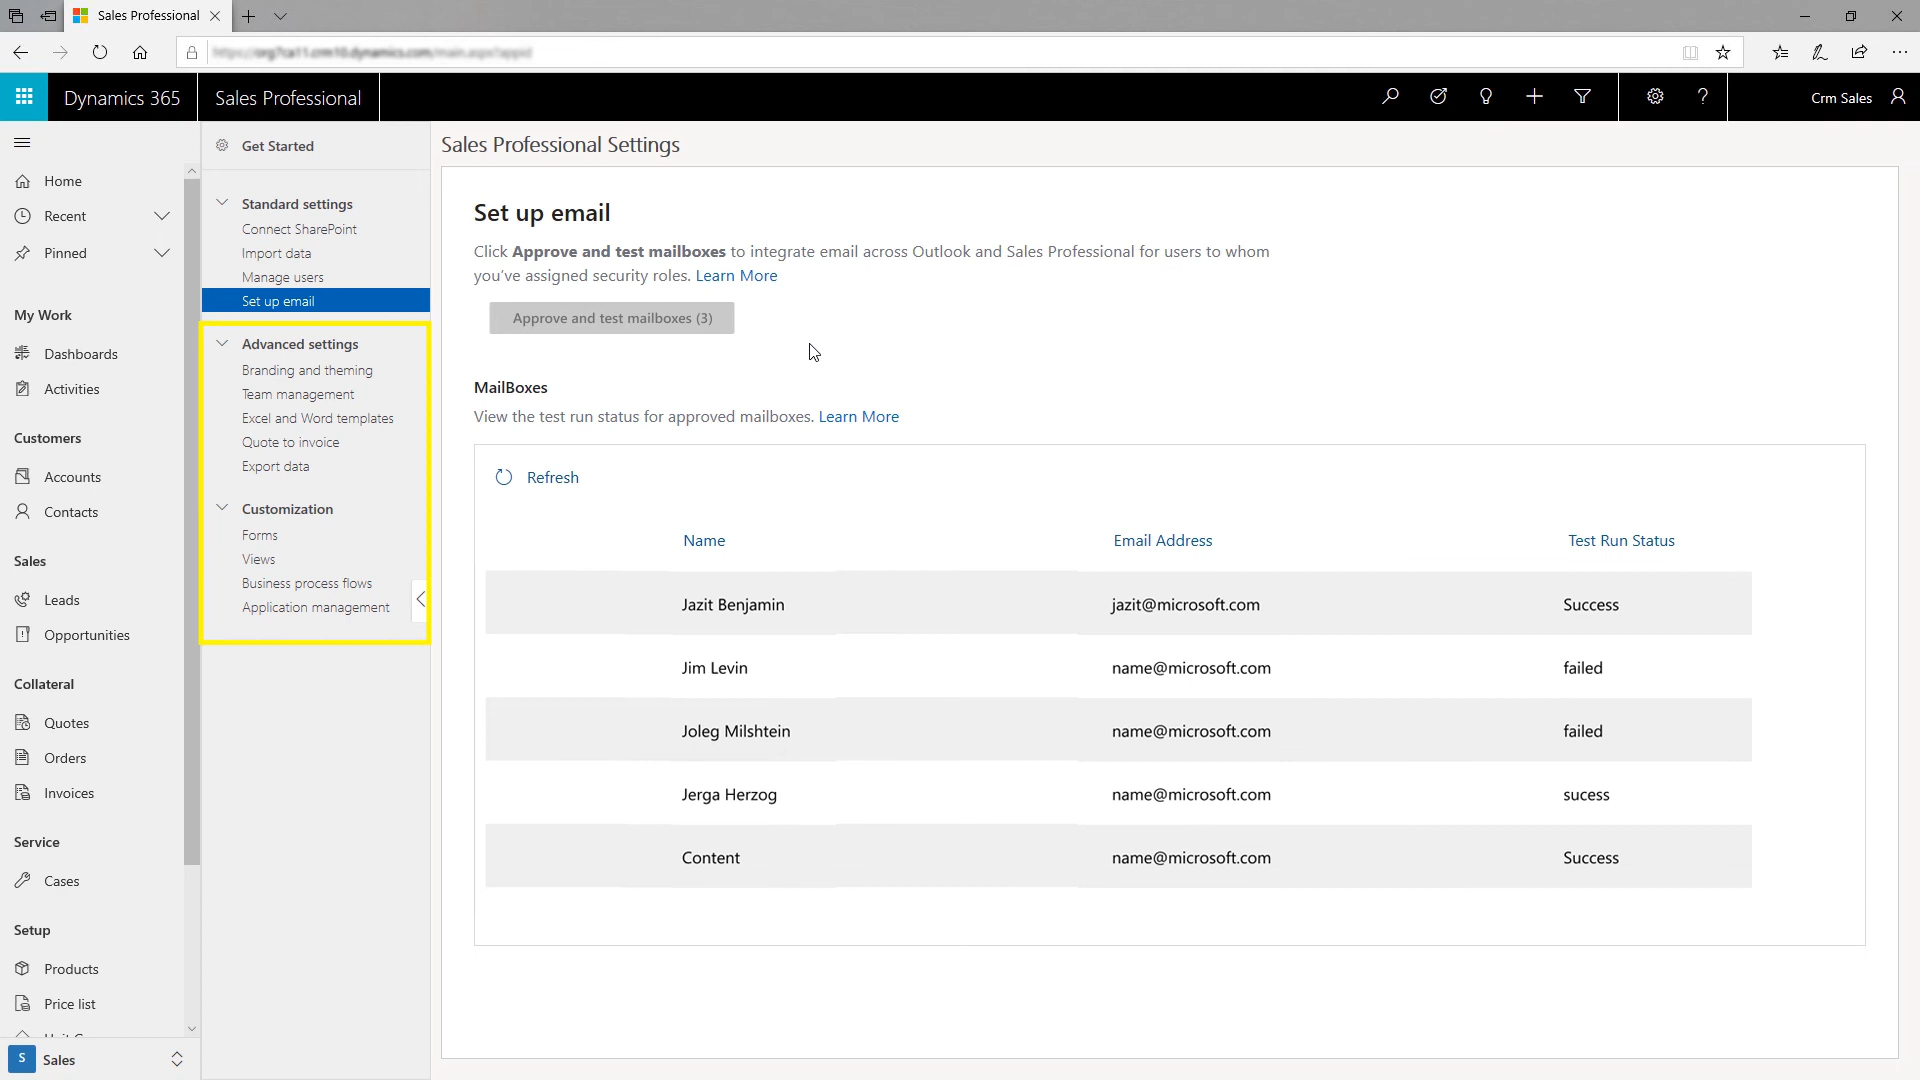 Sales Professional
Dynamics 365
Sales Professional
Crm Sales
Home
Recent
Pinned
My Work
Dashboards
Activities
Customers
Accounts
Contacts
Sales
Leads
Opportunities
Collateral
Quotes
Orders
Invoices
Service
Cases
Setup
Products
Price list
S
Sales
Get Started
Standard settings
Connect SharePoint
Import data
Manage users
Set up email
Advanced settings
Branding and theming
Team management
Excel and Word templates
Quote to invoice
Export data
Customization
Forms
Views
Business process flows
Application management
Sales Professional Settings
Set up email
Click Approve and test mailboxes to integrate email across Outlook and Sales Professional for users to whom
you've assigned security roles. Learn More
Approve and test mailboxes (3)
MailBoxes
View the test run status for approved mailboxes. Learn More
Refresh
Name Email Address Test Run Status
Jazit Benjamin jazit@microsoft.com Success
Jim Levin name@microsoft.com failed
Joleg Milshtein name@microsoft.com failed
Jerga Herzog name@microsoft.com sucess
Content name@microsoft.com Success